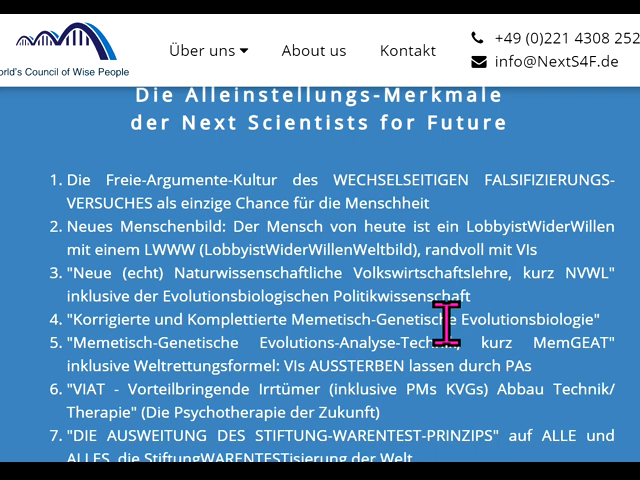 +49 (0)221 4308 252
Über uns
About us
Kontakt
info@NextS4F.de
orld's Council of Wise People
Die Alleinstellungs-Merkmale
der Next Scientists for Future
1. Die Freie-Argumente-Kultur des WECHSELSEITIGEN FALSIFIZIERUNGS-
VERSUCHES als einzige Chance für die Menschheit
2. Neues Menschenbild: Der Mensch von heute ist ein LobbyistWiderWillen
mit einem LWWW (LobbyistWiderWillenWeltbild), randvoll mit VIs
3. "Neue (echt) Naturwissenschaftliche Volkswirtschaftslehre, kurz NVWL"
inklusive der Evolutionsbiologischen Politikwissenschaft
4. "Korrigierte und Komplettierte Memetisch-Genetische Evolutionsbiologie"
5. "Memetisch-Genetische Evolutions-Analyse-Technik, kurz MemGEAT"
inklusive Weltrettungsformel: VIs AUSSTERBEN lassen durch PAs
6. "VIAT - Vorteilbringende Irrtümer (inklusive PMs KVGs) Abbau Technik/
Therapie" (Die Psychotherapie der Zukunft)
7. "DIE AUSWEITUNG DES STIFTUNG-WARENTEST-PRINZIPS" auf ALLE und
ALLES, die StiftungWARENTESTisierung der Welt